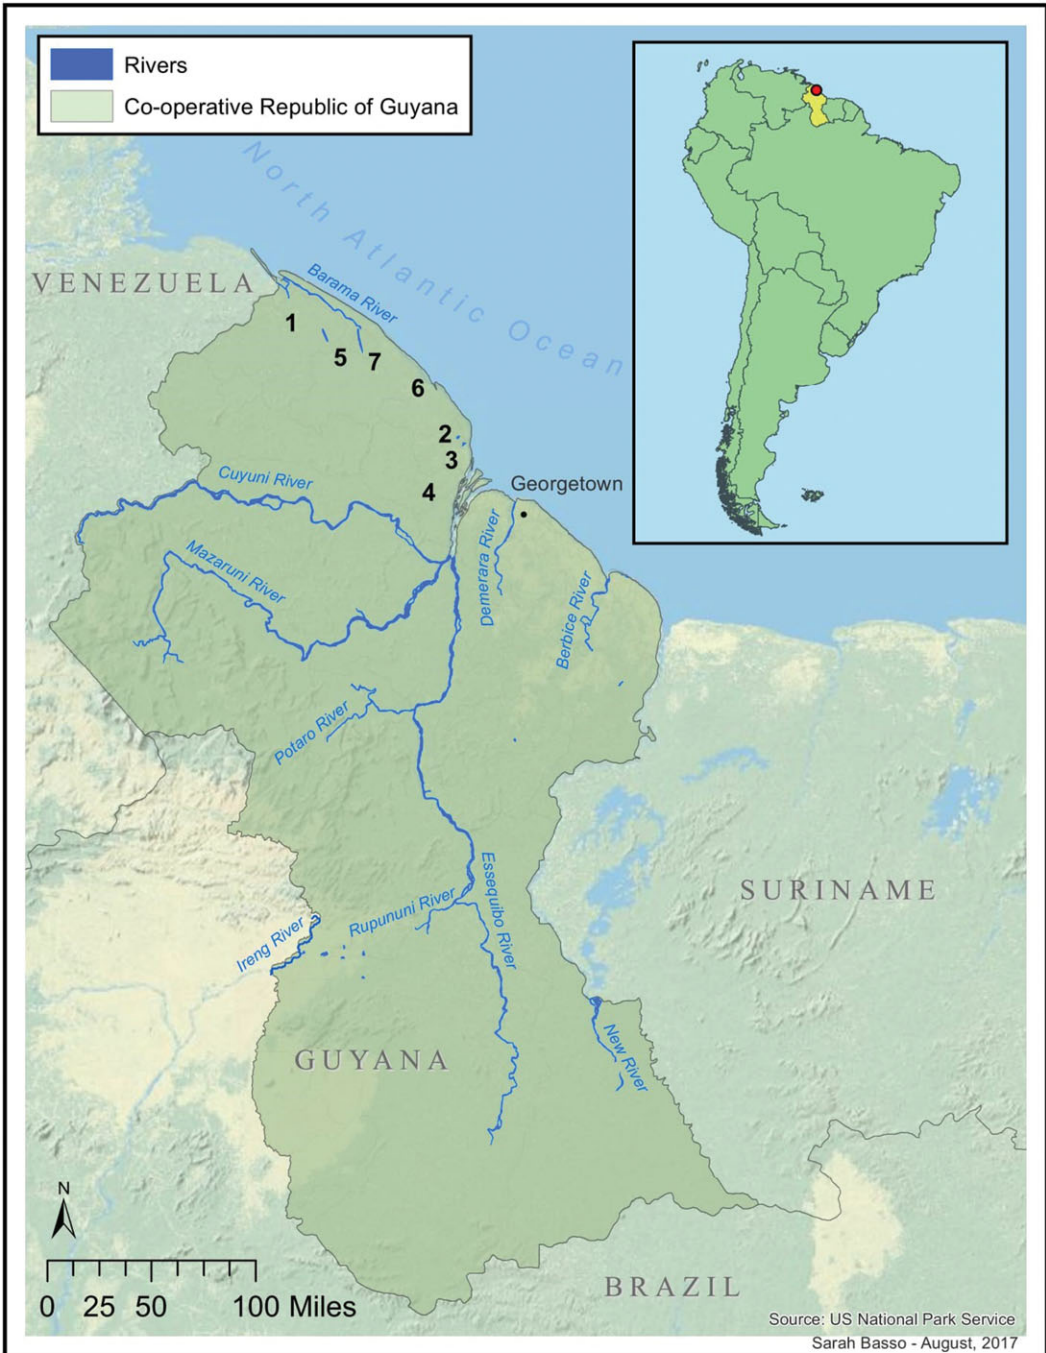 Rivers
Co-operative Republic of Guyana
North Atlantic Ocean
VENEZUELA
Barama River
1
5
7
6
2
3
4
Cuyuni River
Georgetown
Mazaruni River
Demerara River
Berbice River
Potaro River
Essequibo River
SURINAME
Rupununi River
Ireng River
GUYANA
New River
N
0 25 50 100 Miles
BRAZIL
Source: US National Park Service
Sarah Basso - August, 2017